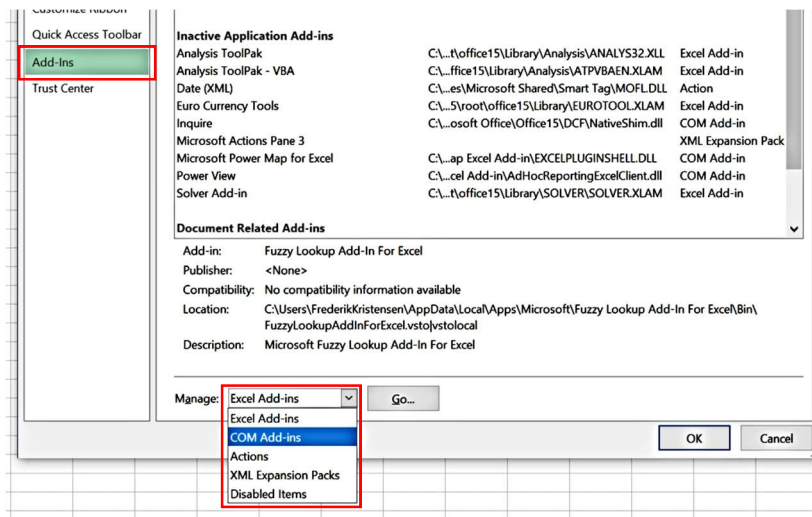 Customize Ribbon
Quick Access Toolbar
Add-Ins
Trust Center
Inactive Application Add-ins
Analysis ToolPak C:\...t\office15\Library\Analysis\ANALYS32.XLL Excel Add-in
Analysis ToolPak - VBA C:\...ffice15\Library\Analysis\ATPVBAEN.XLAM Excel Add-in
Date (XML) C:\...es\Microsoft Shared\Smart Tag\MOFL.DLL Action
Euro Currency Tools C:\...5\root\office15\Library\EUROTOOL.XLAM Excel Add-in
Inquire C:\...osoft Office\Office15\DCF\NativeShim.dll COM Add-in
Microsoft Actions Pane 3 XML Expansion Pack
Microsoft Power Map for Excel C:\...ap Excel Add-in\EXCELPLUGINSHELL.DLL COM Add-in
Power View C:\...cel Add-in\AdHocReportingExcelClient.dll COM Add-in
Solver Add-in C:\...t\office15\Library\SOLVER\SOLVER.XLAM Excel Add-in
Document Related Add-ins
Add-in: Fuzzy Lookup Add-In For Excel
Publisher: <None>
Compatibility: No compatibility information available
Location: C:\Users\FrederikKristensen\AppData\Local\Apps\Microsoft\Fuzzy Lookup Add-In For Excel\Bin\
FuzzyLookupAddInForExcel.vsto|vstolocal
Description: Microsoft Fuzzy Lookup Add-In For Excel
Manage: Excel Add-ins Go...
Excel Add-ins
COM Add-ins
Actions
XML Expansion Packs
Disabled Items
OK Cancel